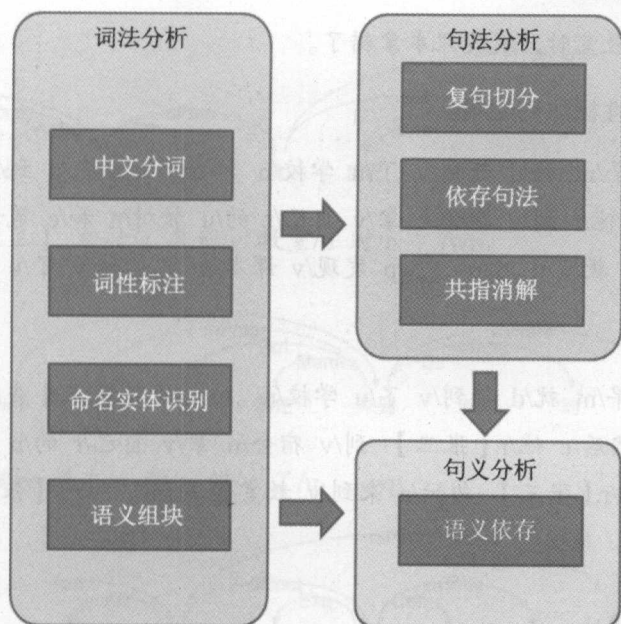 词法分析
中文分词
词性标注
命名实体识别
语义组块
句法分析
复句切分
依存句法
共指消解
句义分析
语义依存